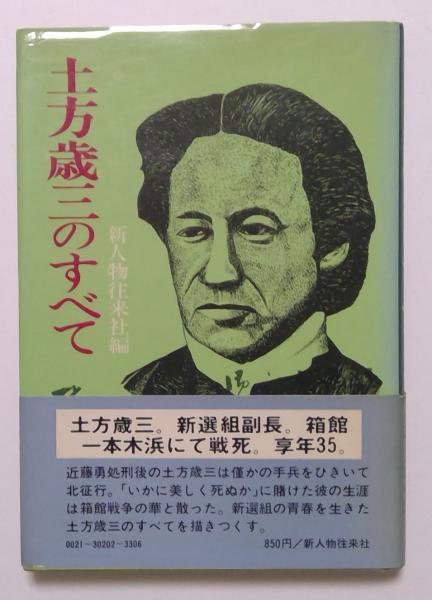 土方歳三のすべて
新人物往来社編
土方歳三。新選組副長。箱館
一本木浜にて戦死。享年35。
近藤勇処刑後の土方歳三は僅かの手兵をひきいて
北征行。「いかに美しく死ぬか」に賭けた彼の生涯
は箱館戦争の華と散った。新選組の青春を生きた
土方歳三のすべてを描きつくす。
0021-30202-3306
850円/新人物往来社